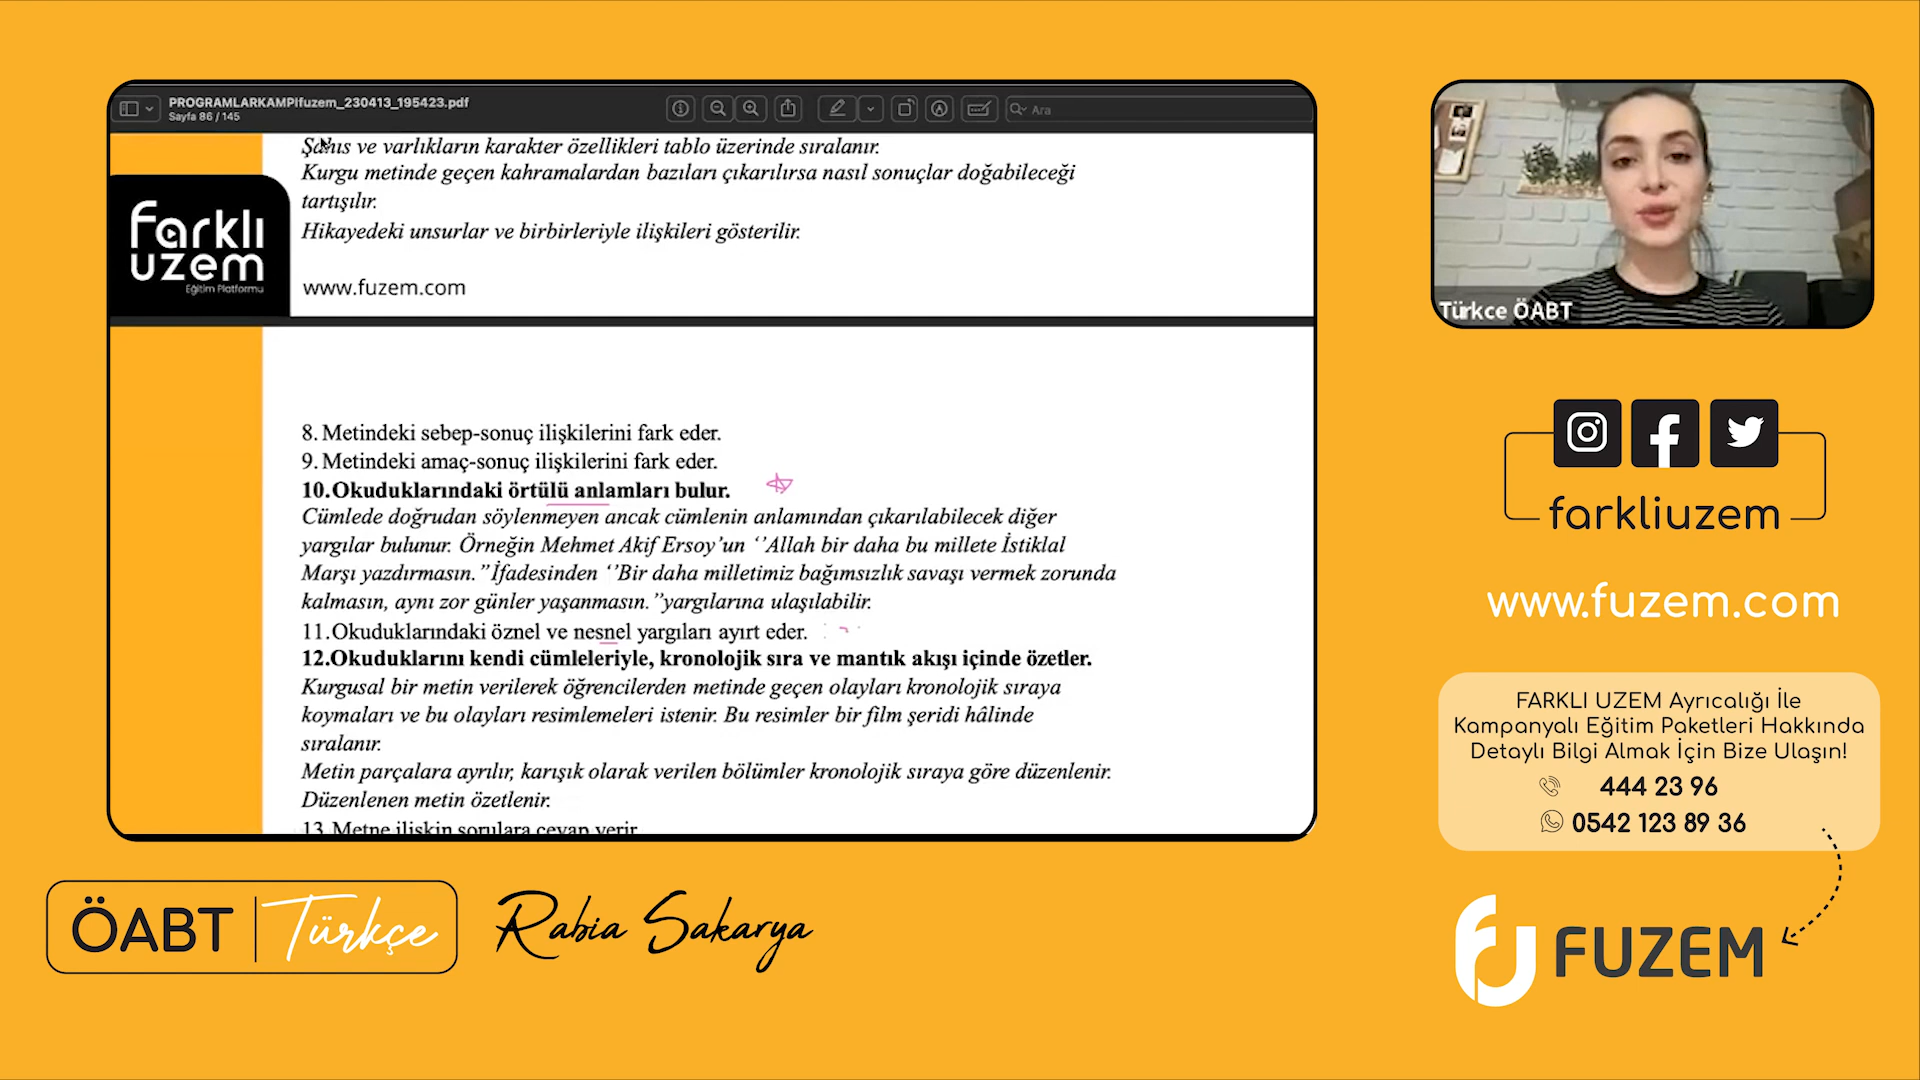 PROGRAMLARKAMPIfuzem_230413_195423.pdf
Sayfa 86 / 145
Ara
Şahıs ve varlıkların karakter özellikleri tablo üzerinde sıralanır.
Kurgu metinde geçen kahramalardan bazıları çıkarılırsa nasıl sonuçlar doğabileceği
tartışılır.
Hikayedeki unsurlar ve birbirleriyle ilişkileri gösterilir.
farklı
uzem
Eğitim Platformu
www.fuzem.com
8. Metindeki sebep-sonuç ilişkilerini fark eder.
9. Metindeki amaç-sonuç ilişkilerini fark eder.
10.Okuduklarındaki örtülü anlamları bulur.
Cümlede doğrudan söylenmeyen ancak cümlenin anlamından çıkarılabilecek diğer
yargılar bulunur. Örneğin Mehmet Akif Ersoy’un ‘’Allah bir daha bu millete İstiklal
Marşı yazdırmasın.’’İfadesinden ‘’Bir daha milletimiz bağımsızlık savaşı vermek zorunda
kalmasın, aynı zor günler yaşanmasın.’’yargılarına ulaşılabilir.
11.Okuduklarındaki öznel ve nesnel yargıları ayırt eder.
12.Okuduklarını kendi cümleleriyle, kronolojik sıra ve mantık akışı içinde özetler.
Kurgusal bir metin verilerek öğrencilerden metinde geçen olayları kronolojik sıraya
koymaları ve bu olayları resimlemeleri istenir. Bu resimler bir film şeridi hâlinde
sıralanır.
Metin parçalara ayrılır, karışık olarak verilen bölümler kronolojik sıraya göre düzenlenir.
Düzenlenen metin özetlenir.
13. Metne ilişkin sorulara cevap verir.
Türkce ÖABT
farkliuzem
www.fuzem.com
FARKLI UZEM Ayrıcalığı İle
Kampanyalı Eğitim Paketleri Hakkında
Detaylı Bilgi Almak İçin Bize Ulaşın!
444 23 96
0542 123 89 36
FUZEM
ÖABT Türkçe
Rabia Sakarya